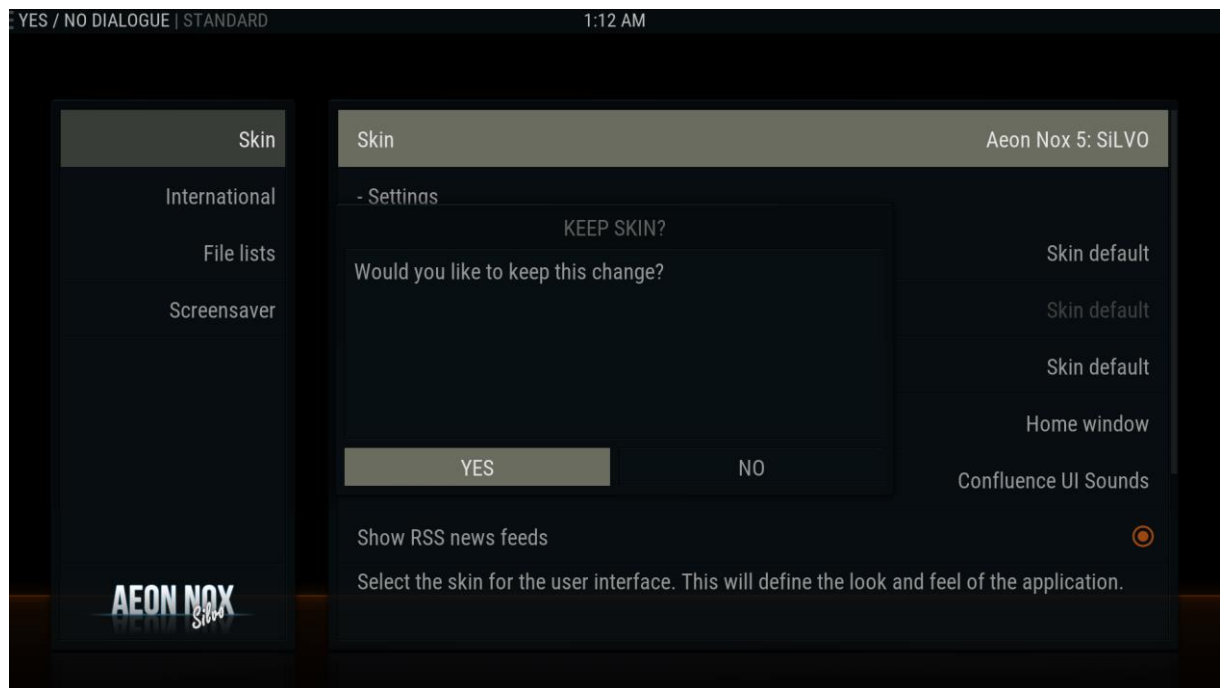 YES / NO DIALOGUE | STANDARD
1:12 AM
Skin
International
File lists
Screensaver
Skin Aeon Nox 5: SiLVO
- Settings
Skin default
Skin default
Skin default
Home window
Confluence UI Sounds
KEEP SKIN?
Would you like to keep this change?
YES NO
Show RSS news feeds
Select the skin for the user interface. This will define the look and feel of the application.
AEON NOX
Silvo